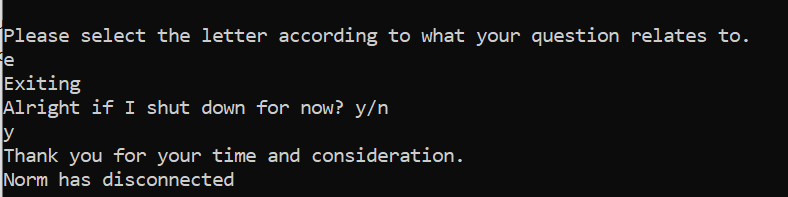 Please select the letter according to what your question relates to.
e
Exiting
Alright if I shut down for now? y/n
y
Thank you for your time and consideration.
Norm has disconnected